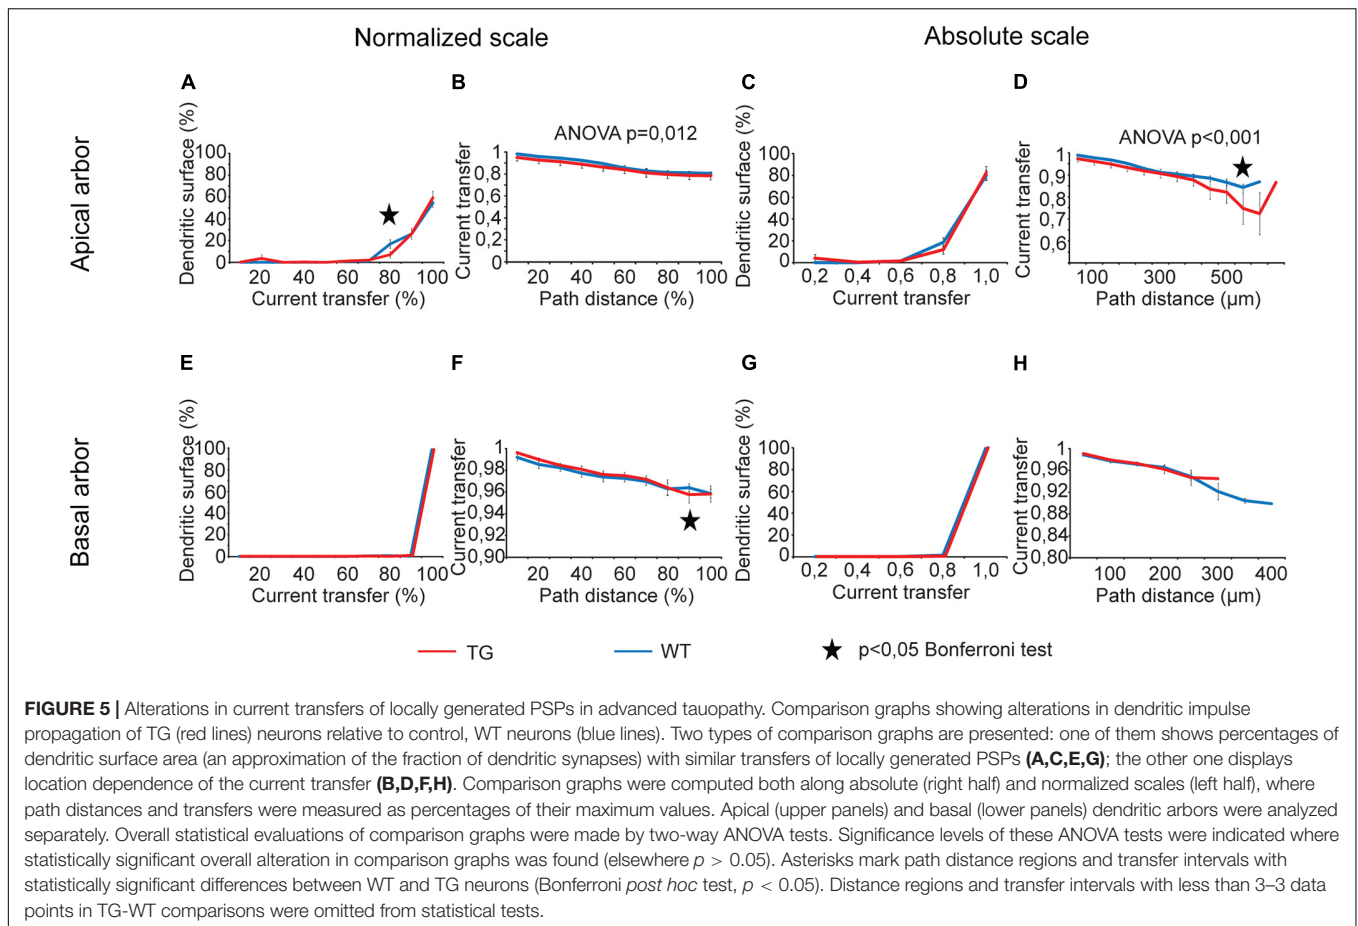 Normalized scale
Absolute scale
Apical arbor
A
Dendritic surface (%)
100
80
60
40
20
0
20 40 60 80 100
Current transfer (%)
B
ANOVA p=0,012
Current transfer
1
0,8
0,6
0,4
0,2
0
20 40 60 80 100
Path distance (%)
C
Dendritic surface (%)
100
80
60
40
20
0
0,2 0,4 0,6 0,8 1,0
Current transfer
D
ANOVA p<0,001
Current transfer
1
0,9
0,8
0,7
0,6
100 300 500
Path distance (µm)
Basal arbor
E
Dendritic surface (%)
100
80
60
40
20
0
20 40 60 80 100
Current transfer (%)
F
Current transfer
1
0,98
0,96
0,94
0,92
0,90
20 40 60 80 100
Path distance (%)
G
Dendritic surface (%)
100
80
60
40
20
0
0,2 0,4 0,6 0,8 1,0
Current transfer
H
Current transfer
1
0,96
0,92
0,88
0,84
0,80
100 200 300 400
Path distance (µm)
TG
WT
★ p<0,05 Bonferroni test
FIGURE 5 | Alterations in current transfers of locally generated PSPs in advanced tauopathy. Comparison graphs showing alterations in dendritic impulse
propagation of TG (red lines) neurons relative to control, WT neurons (blue lines). Two types of comparison graphs are presented: one of them shows percentages of
dendritic surface area (an approximation of the fraction of dendritic synapses) with similar transfers of locally generated PSPs (A,C,E,G); the other one displays
location dependence of the current transfer (B,D,F,H). Comparison graphs were computed both along absolute (right half) and normalized scales (left half), where
path distances and transfers were measured as percentages of their maximum values. Apical (upper panels) and basal (lower panels) dendritic arbors were analyzed
separately. Overall statistical evaluations of comparison graphs were made by two-way ANOVA tests. Significance levels of these ANOVA tests were indicated where
statistically significant overall alteration in comparison graphs was found (elsewhere p > 0.05). Asterisks mark path distance regions and transfer intervals with
statistically significant differences between WT and TG neurons (Bonferroni post hoc test, p < 0.05). Distance regions and transfer intervals with less than 3–3 data
points in TG-WT comparisons were omitted from statistical tests.